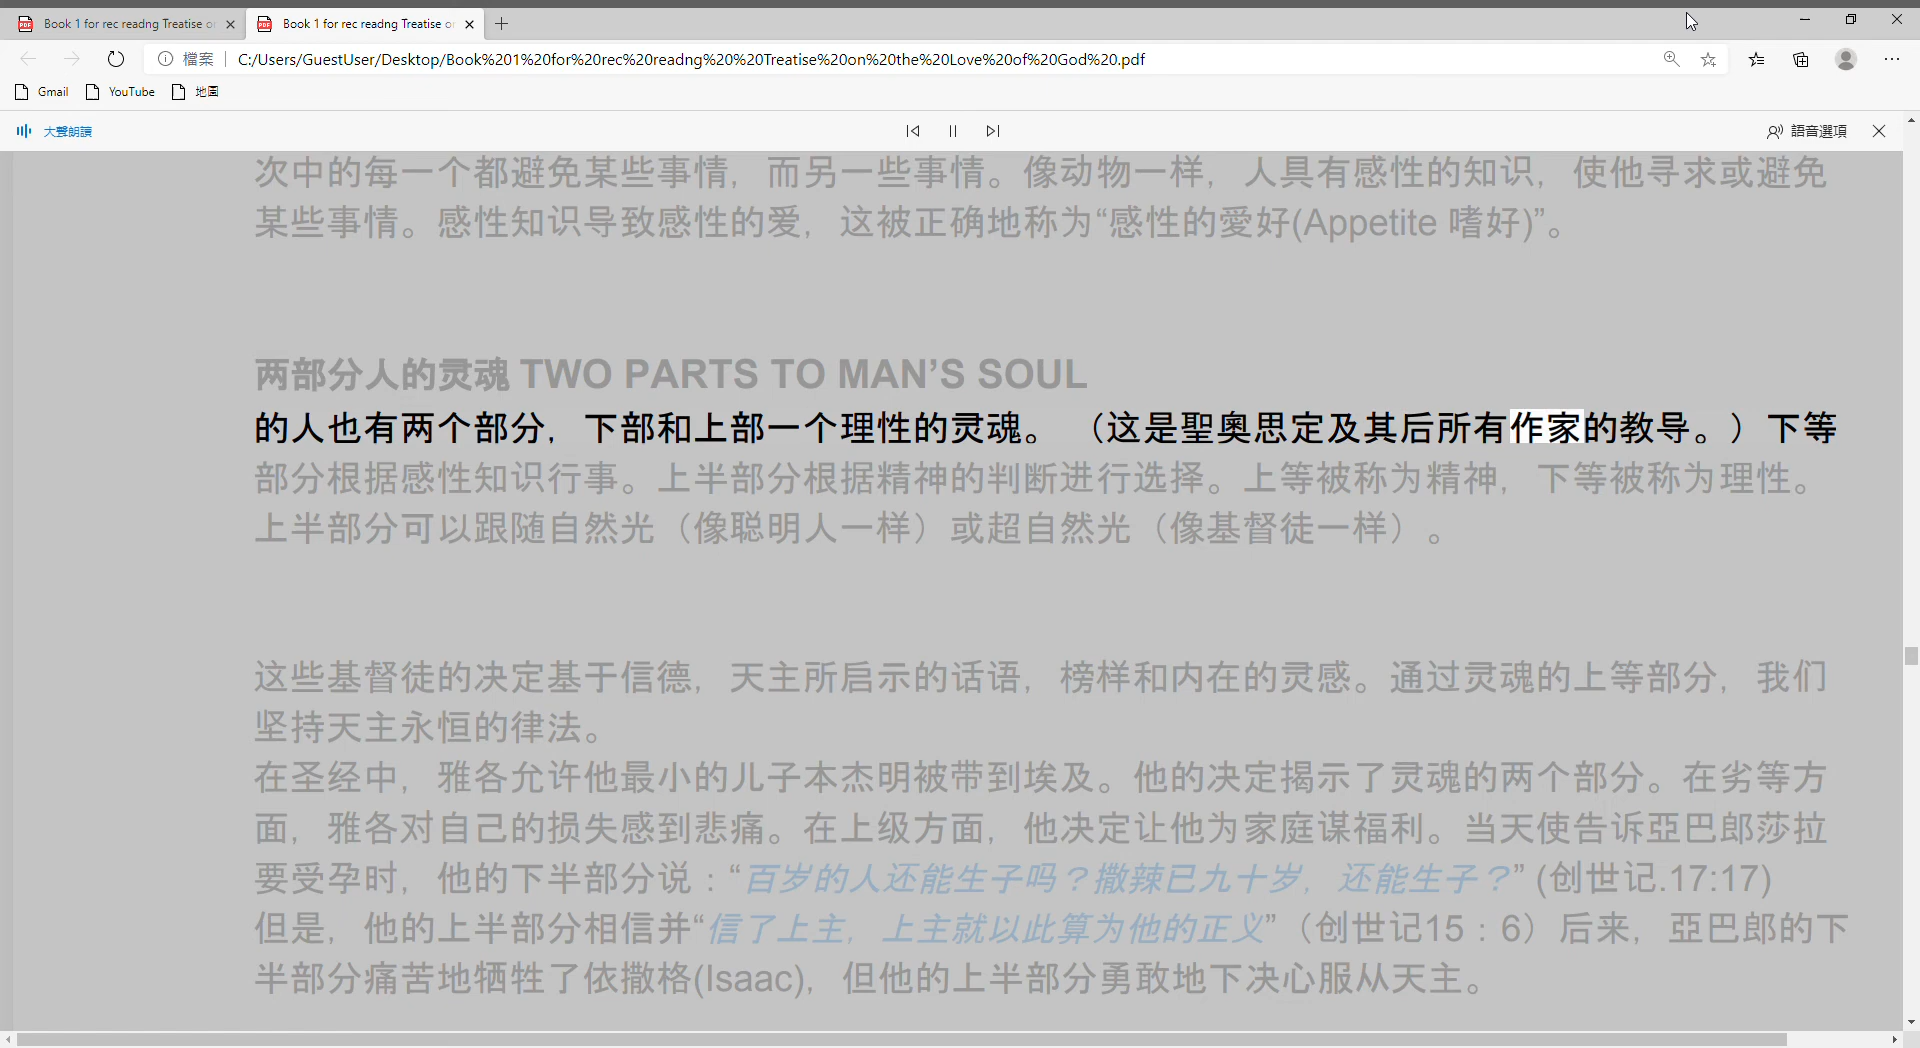 Book 1 for rec readng Treatise or
Book 1 for rec readng Treatise or
檔案
C:/Users/GuestUser/Desktop/Book%201%20for%20rec%20readng%20%20Treatise%20on%20the%20Love%20of%20God%20.pdf
Gmail
YouTube
地圖
大聲朗讀
語音選項
次中的每一个都避免某些事情，而另一些事情。像动物一样，人具有感性的知识，使他寻求或避免
某些事情。感性知识导致感性的爱，这被正确地称为“感性的愛好(Appetite 嗜好)”。
两部分人的灵魂 TWO PARTS TO MAN’S SOUL
的人也有两个部分，下部和上部一个理性的灵魂。（这是聖奧思定及其后所有作家的教导。）下等
部分根据感性知识行事。上半部分根据精神的判断进行选择。上等被称为精神，下等被称为理性。
上半部分可以跟随自然光（像聪明人一样）或超自然光（像基督徒一样）。
这些基督徒的决定基于信德，天主所启示的话语，榜样和内在的灵感。通过灵魂的上等部分，我们
坚持天主永恒的律法。
在圣经中，雅各允许他最小的儿子本杰明被带到埃及。他的决定揭示了灵魂的两个部分。在劣等方
面，雅各对自己的损失感到悲痛。在上级方面，他决定让他为家庭谋福利。当天使告诉亞巴郎莎拉
要受孕时，他的下半部分说：“百岁的人还能生子吗？撒辣已九十岁，还能生子？” (创世记.17:17)
但是，他的上半部分相信并“信了上主，上主就以此算为他的正义”（创世记15：6）后来，亞巴郎的下
半部分痛苦地牺牲了依撒格(Isaac)，但他的上半部分勇敢地下决心服从天主。